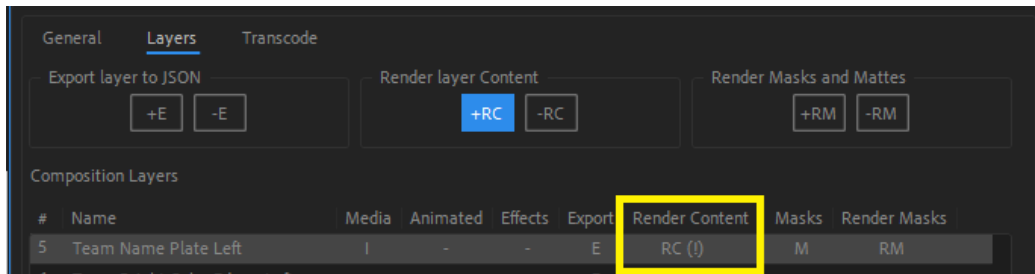 General Layers Transcode
Export layer to JSON Render layer Content Render Masks and Mattes
+E -E +RC -RC +RM -RM
Composition Layers
# Name Media Animated Effects Export Render Content Masks Render Masks
5 Team Name Plate Left I - - E RC (!) M RM